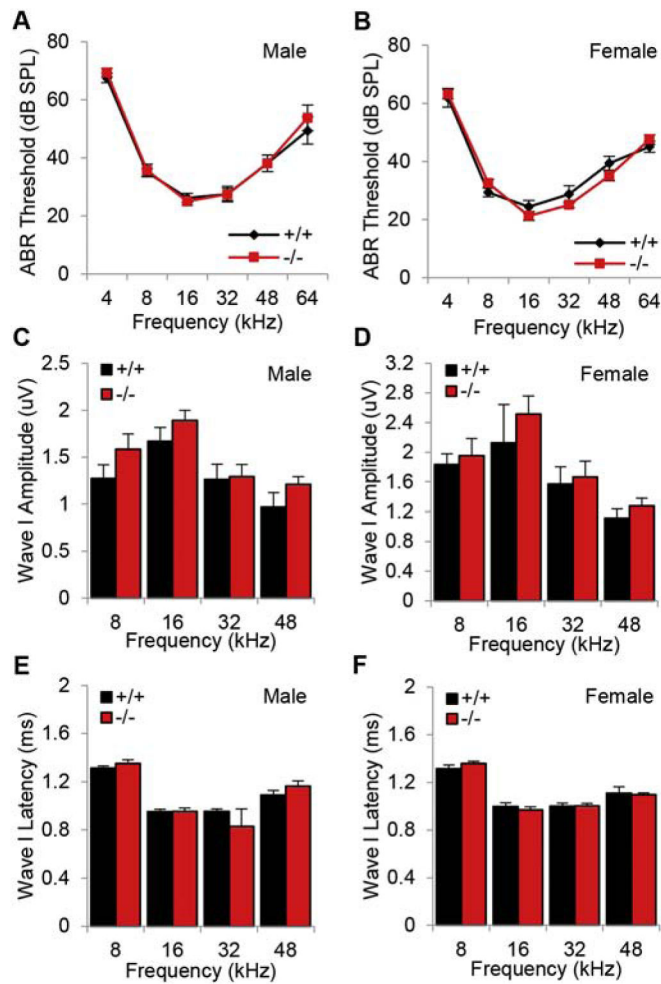 A
Male
ABR Threshold (dB SPL)
80
60
40
20
0
+/+
-/-
4 8 16 32 48 64
Frequency (kHz)
B
Female
ABR Threshold (dB SPL)
80
60
40
20
0
+/+
-/-
4 8 16 32 48 64
Frequency (kHz)
C
Male
Wave I Amplitude (uV)
2.5
2
1.5
1
0.5
0
+/+
-/-
8 16 32 48
Frequency (kHz)
D
Female
Wave I Amplitude (uV)
3.2
2.8
2.4
2
1.6
1.2
0.8
0.4
0
+/+
-/-
8 16 32 48
Frequency (kHz)
E
Male
Wave I Latency (ms)
2
1.6
1.2
0.8
0.4
0
+/+
-/-
8 16 32 48
Frequency (kHz)
F
Female
Wave I Latency (ms)
2
1.6
1.2
0.8
0.4
0
+/+
-/-
8 16 32 48
Frequency (kHz)